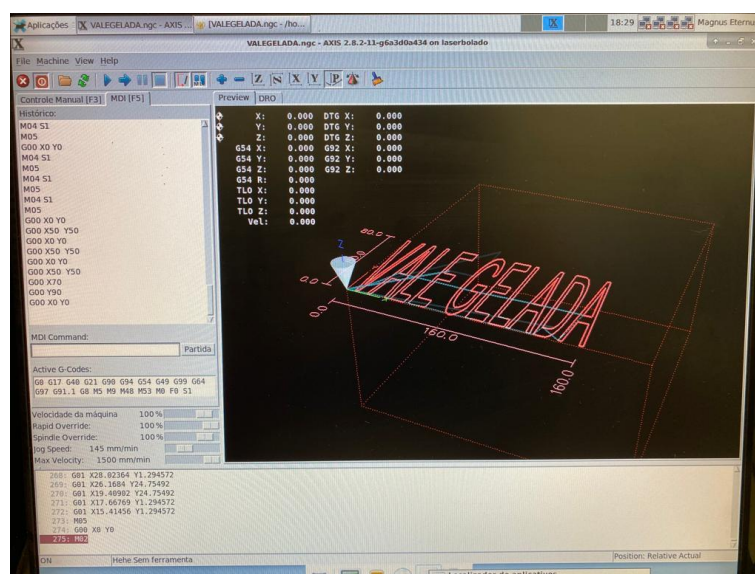 Aplicações
VALEGELADA.ngc - AXIS ...
[VALEGELADA.ngc - /ho...
18:29
Magnus Eternu
VALEGELADA.ngc - AXIS 2.8.2-11-g6a3d0a434 on laserbolado
File Machine View Help
Controle Manual [F3] MDI [F5]
Preview DRO
Histórico:
M04 S1
M05
G00 X0 Y0
M04 S1
M05
M04 S1
M05
M04 S1
M05
G00 X0 Y0
G00 X50 Y50
G00 X0 Y0
G00 X50 Y50
G00 X0 Y0
G00 X50 Y50
G00 X70
G00 Y90
G00 X0 Y0
MDI Command:
Partida
Active G-Codes:
G0 G17 G40 G21 G90 G94 G54 G49 G99 G64
G97 G91.1 G8 M5 M9 M48 M53 M0 F0 S1
Velocidade da máquina 100%
Rapid Override: 100%
Spindle Override: 100%
Jog Speed: 145 mm/min
Max Velocity: 1500 mm/min
X: 0.000 DTG X: 0.000
Y: 0.000 DTG Y: 0.000
Z: 0.000 DTG Z: 0.000
G54 X: 0.000 G92 X: 0.000
G54 Y: 0.000 G92 Y: 0.000
G54 Z: 0.000 G92 Z: 0.000
G54 R: 0.000
TLO X: 0.000
TLO Y: 0.000
TLO Z: 0.000
Vel: 0.000
Z
0.0
VALE GELADA
0.0
160.0
160.0
268: G01 X28.02364 Y1.294572
269: G01 X26.1684 Y24.75492
270: G01 X19.40902 Y24.75492
271: G01 X17.66769 Y1.294572
272: G01 X15.41456 Y1.294572
273: M05
274: G00 X0 Y0
275: M02
ON
Hehe Sem ferramenta
Position: Relative Actual